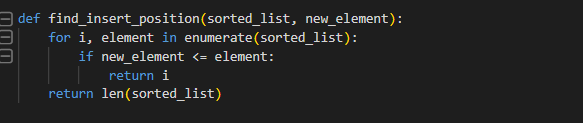 def find_insert_position(sorted_list, new_element):
    for i, element in enumerate(sorted_list):
        if new_element <= element:
            return i
    return len(sorted_list)